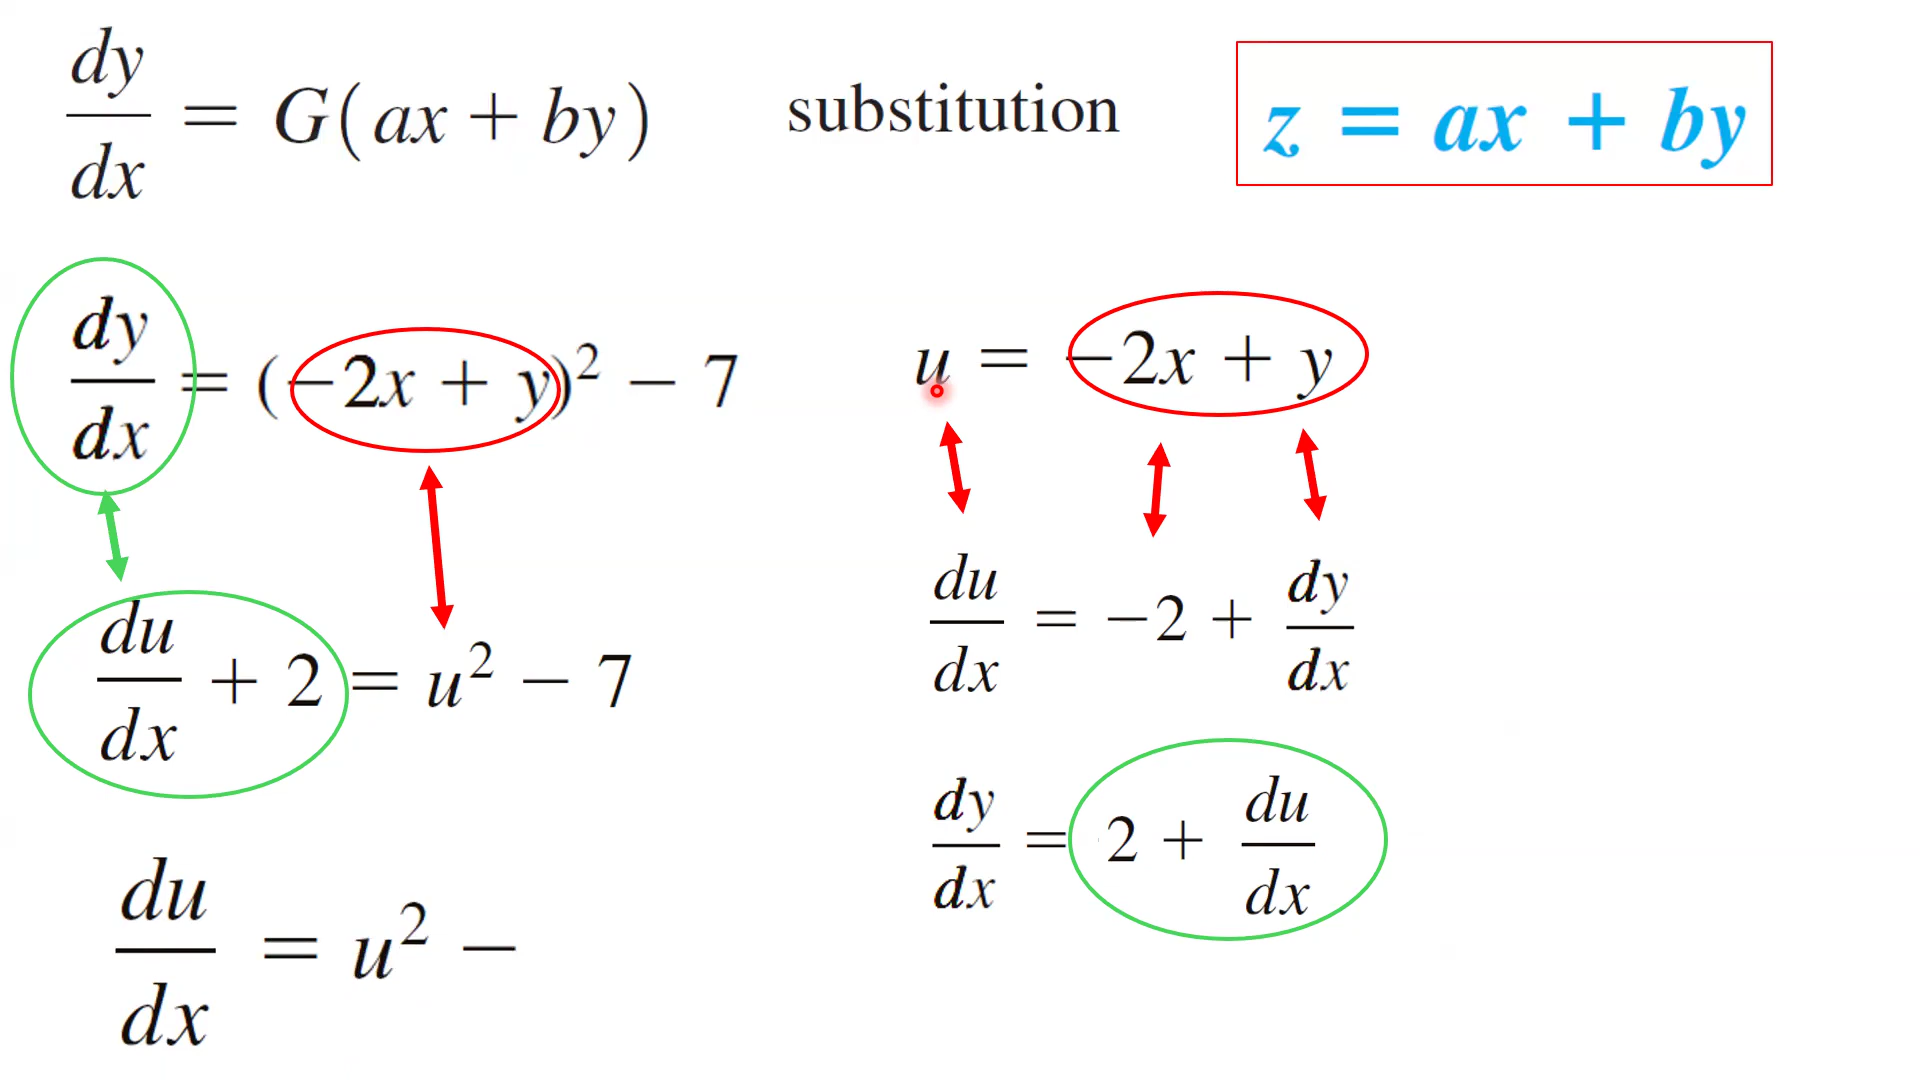 dy/dx = G(ax + by) substitution z = ax + by
dy/dx = (−2x + y)² − 7
u = −2x + y
du/dx + 2 = u² − 7
du/dx = −2 + dy/dx
dy/dx = 2 + du/dx
du/dx = u² −